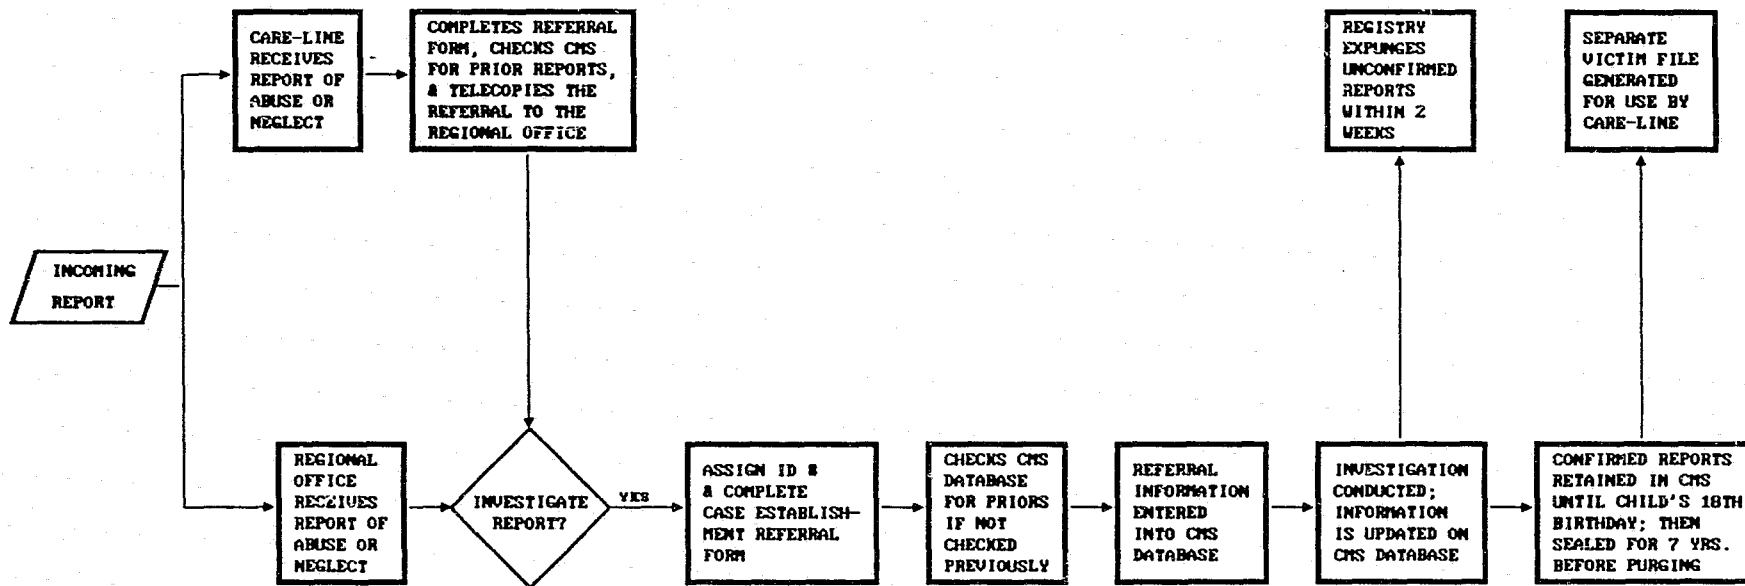 CARE-LINE
RECEIVES
REPORT OF
ABUSE OR
NEGLECT
COMPLETES REFERRAL
FORM, CHECKS CMS
FOR PRIOR REPORTS,
& TELECOPIES THE
REFERRAL TO THE
REGIONAL OFFICE
REGISTRY
EXPUNGES
UNCONFIRMED
REPORTS
WITHIN 2
WEEKS
SEPARATE
VICTIM FILE
GENERATED
FOR USE BY
CARE-LINE
INCOMING
REPORT
REGIONAL
OFFICE
RECEIVES
REPORT OF
ABUSE OR
NEGLECT
INVESTIGATE
REPORT?
YES
ASSIGN ID #
& COMPLETE
CASE ESTABLISH-
MENT REFERRAL
FORM
CHECKS CMS
DATABASE
FOR PRIORS
IF NOT
CHECKED
PREVIOUSLY
REFERRAL
INFORMATION
ENTERED
INTO CMS
DATABASE
INVESTIGATION
CONDUCTED;
INFORMATION
IS UPDATED ON
CMS DATABASE
CONFIRMED REPORTS
RETAINED IN CMS
UNTIL CHILD'S 18TH
BIRTHDAY; THEN
SEALED FOR 7 YRS.
BEFORE PURGING